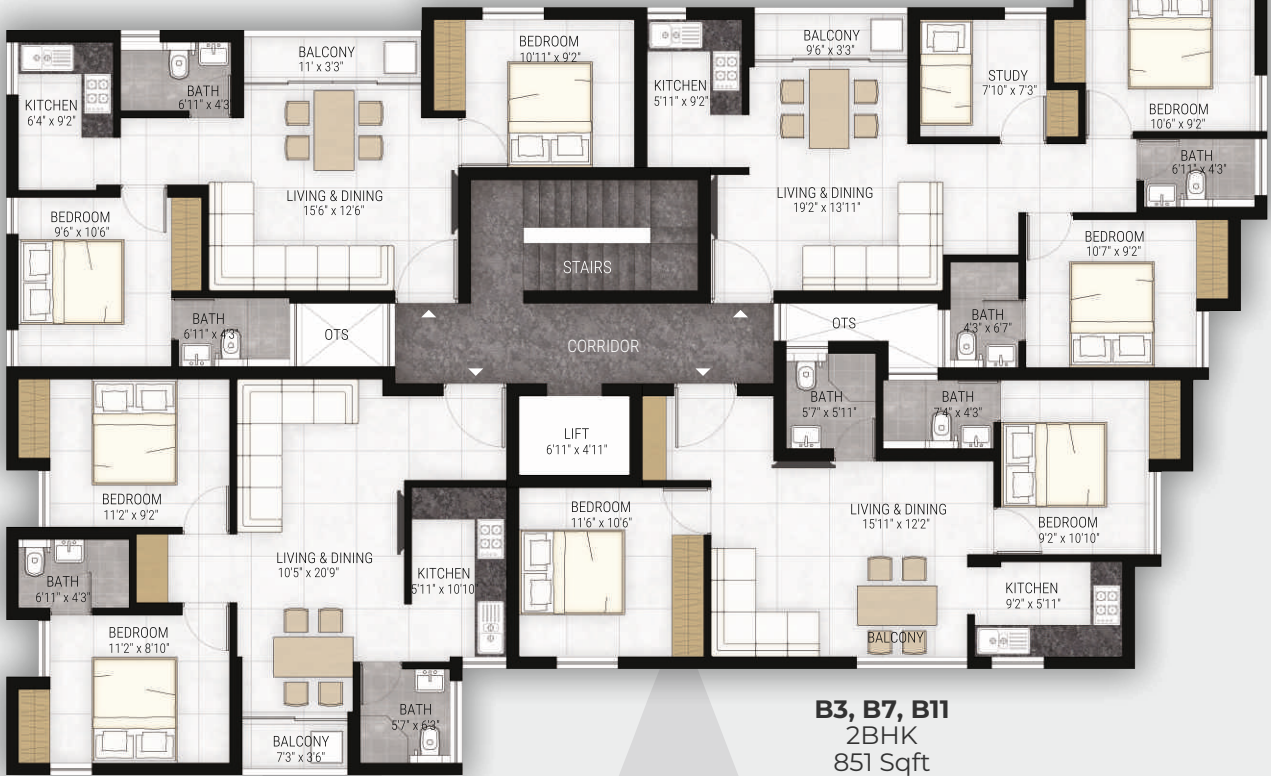 BALCONY
11' x 3'3"
BEDROOM
10'11" x 9'2"
BALCONY
9'6" x 3'3"
STUDY
7'10" x 7'3"
BEDROOM
10'6" x 9'2"
KITCHEN
6'4" x 9'2"
BATH
6'11" x 4'3
KITCHEN
5'11" x 9'2"
BATH
6'11" x 4'3"
LIVING & DINING
15'6" x 12'6"
LIVING & DINING
19'2" x 13'11"
BEDROOM
9'6" x 10'6"
STAIRS
BEDROOM
10'7" x 9'2"
BATH
6'11" x 4'3"
OTS
CORRIDOR
OTS
BATH
4'3" x 6'7"
BEDROOM
11'2" x 9'2"
LIFT
6'11" x 4'11"
BATH
5'7" x 5'11"
BATH
7'4" x 4'3"
BEDROOM
11'6" x 10'6"
LIVING & DINING
15'11" x 12'2"
BEDROOM
9'2" x 10'10"
BATH
6'11" x 4'3"
LIVING & DINING
10'5" x 20'9"
KITCHEN
5'11" x 10'10"
KITCHEN
9'2" x 5'11"
BALCONY
BEDROOM
11'2" x 8'10"
BATH
5'7" x 6'3"
BALCONY
7'3" x 3'6"
B3, B7, B11
2BHK
851 Sqft